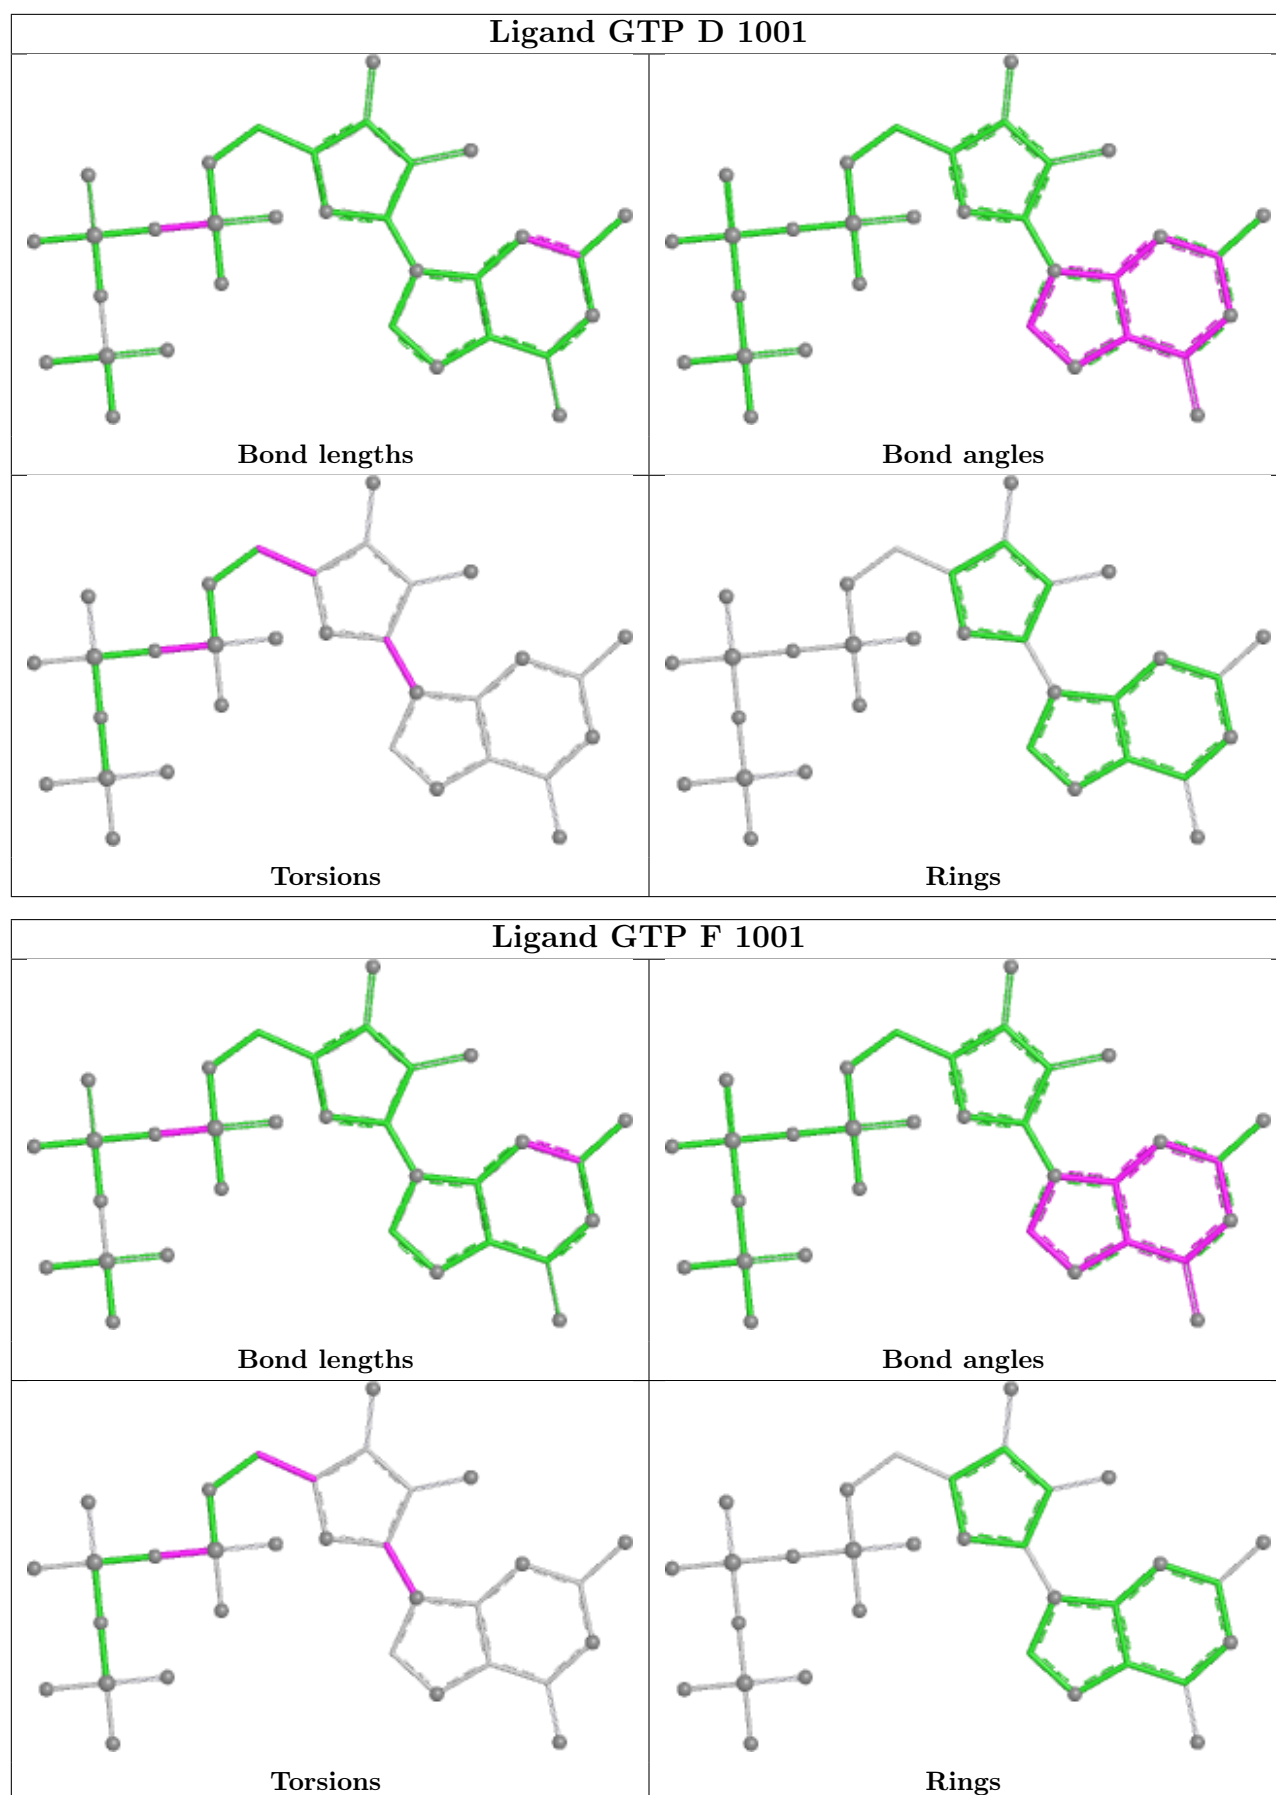 Ligand GTP D 1001
Bond lengths
Bond angles
Torsions
Rings
Ligand GTP F 1001
Bond lengths
Bond angles
Torsions
Rings